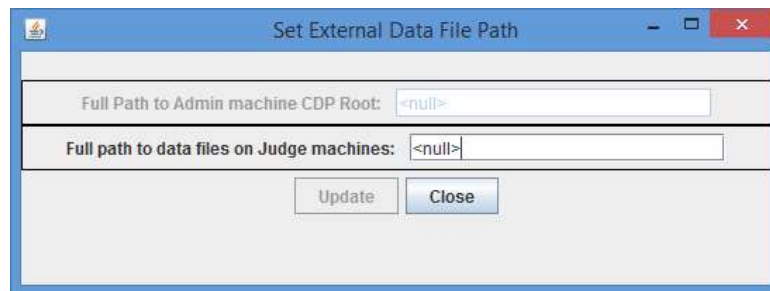 Set External Data File Path
Full Path to Admin machine CDP Root: <null>
Full path to data files on Judge machines: <null>
Update Close